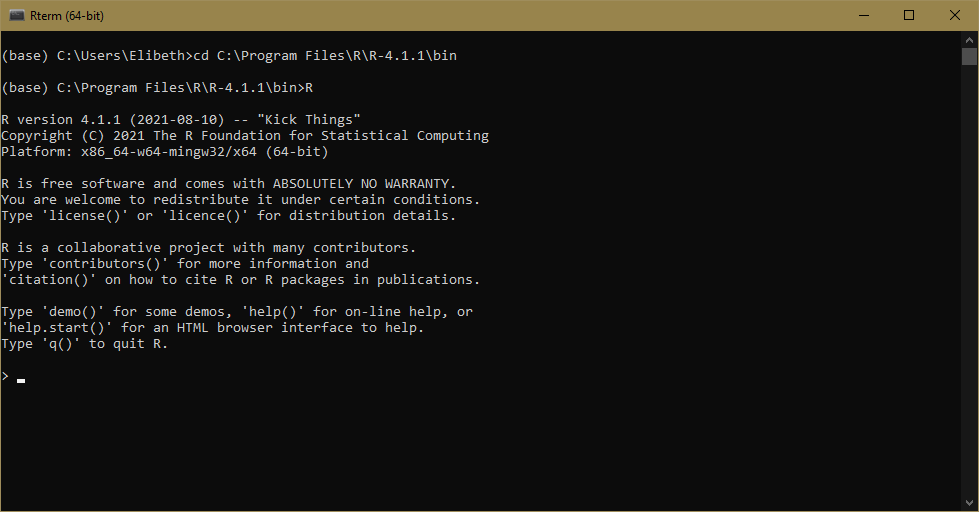 Rterm (64-bit)
(base) C:\Users\Elibeth>cd C:\Program Files\R\R-4.1.1\bin
(base) C:\Program Files\R\R-4.1.1\bin>R
R version 4.1.1 (2021-08-10) -- "Kick Things"
Copyright (C) 2021 The R Foundation for Statistical Computing
Platform: x86_64-w64-mingw32/x64 (64-bit)
R is free software and comes with ABSOLUTELY NO WARRANTY.
You are welcome to redistribute it under certain conditions.
Type 'license()' or 'licence()' for distribution details.
R is a collaborative project with many contributors.
Type 'contributors()' for more information and
'citation()' on how to cite R or R packages in publications.
Type 'demo()' for some demos, 'help()' for on-line help, or
'help.start()' for an HTML browser interface to help.
Type 'q()' to quit R.
>